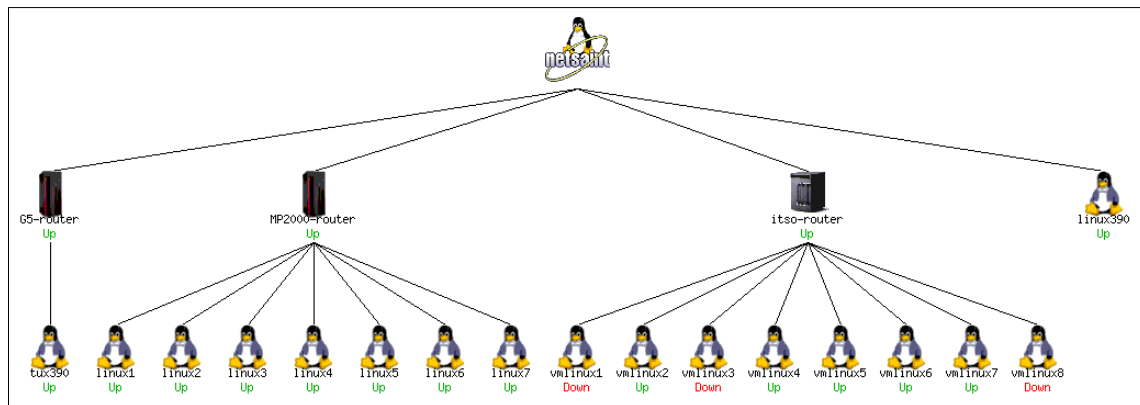 netsaint
G5-router
Up
MP2000-router
Up
itso-router
Up
linux390
Up
tux390
Up
linux1
Up
linux2
Up
linux3
Up
linux4
Up
linux5
Up
linux6
Up
linux7
Up
vmlinux1
Down
vmlinux2
Up
vmlinux3
Down
vmlinux4
Up
vmlinux5
Up
vmlinux6
Up
vmlinux7
Up
vmlinux8
Down